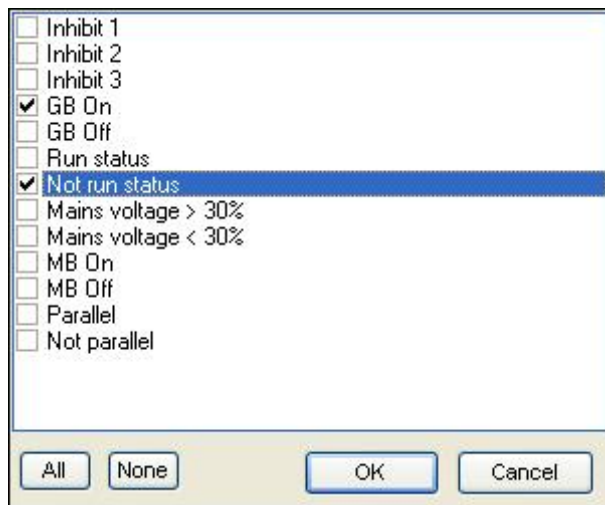 Inhibit 1
Inhibit 2
Inhibit 3
GB On
GB Off
Run status
Not run status
Mains voltage > 30%
Mains voltage < 30%
MB On
MB Off
Parallel
Not parallel
All None OK Cancel